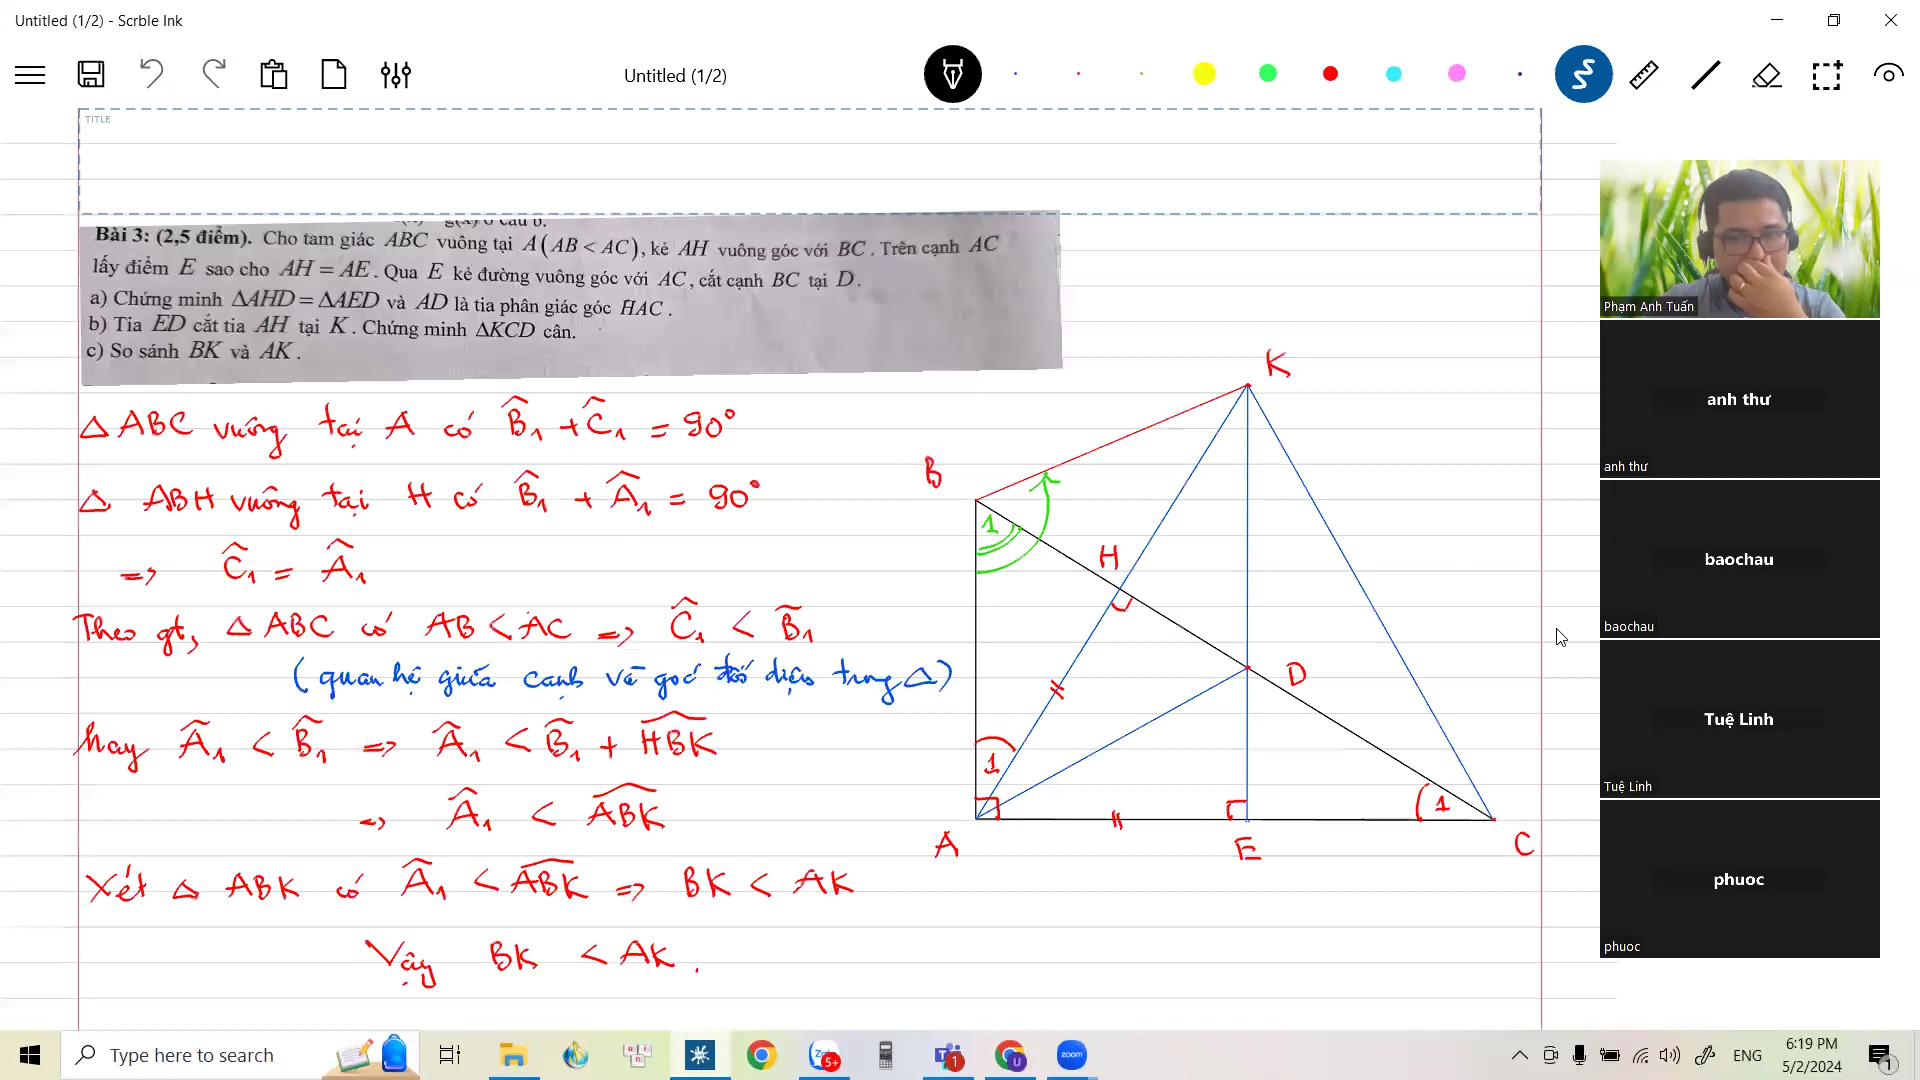 Untitled (1/2) - Scrble Ink
Untitled (1/2)
TITLE
g(x) ở câu b.
Bài 3: (2,5 điểm). Cho tam giác ABC vuông tại A (AB < AC), kẻ AH vuông góc với BC. Trên cạnh AC
lấy điểm E sao cho AH = AE. Qua E kẻ đường vuông góc với AC, cắt cạnh BC tại D.
a) Chứng minh ΔAHD = ΔAED và AD là tia phân giác góc HAC.
b) Tia ED cắt tia AH tại K. Chứng minh ΔKCD cân.
c) So sánh BK và AK.
Δ ABC vuông tại A có B̂₁ + Ĉ₁ = 90°
Δ ABH vuông tại H có B̂₁ + Â₁ = 90°
=> Ĉ₁ = Â₁
Theo gt, Δ ABC có AB < AC => Ĉ₁ < B̂₁
(quan hệ giữa cạnh và góc đối diện trong Δ)
hay Â₁ < B̂₁ => Â₁ < B̂₁ + HBK
=> Â₁ < ABK
Xét Δ ABK có Â₁ < ABK => BK < AK
Vậy BK < AK.
K
B
1
H
D
1
1
A
E
C
Phạm Anh Tuấn
anh thư
anh thư
baochau
baochau
Tuệ Linh
Tuệ Linh
phuoc
phuoc
Type here to search
5+
1
U
zoom
ENG
6:19 PM
5/2/2024
1